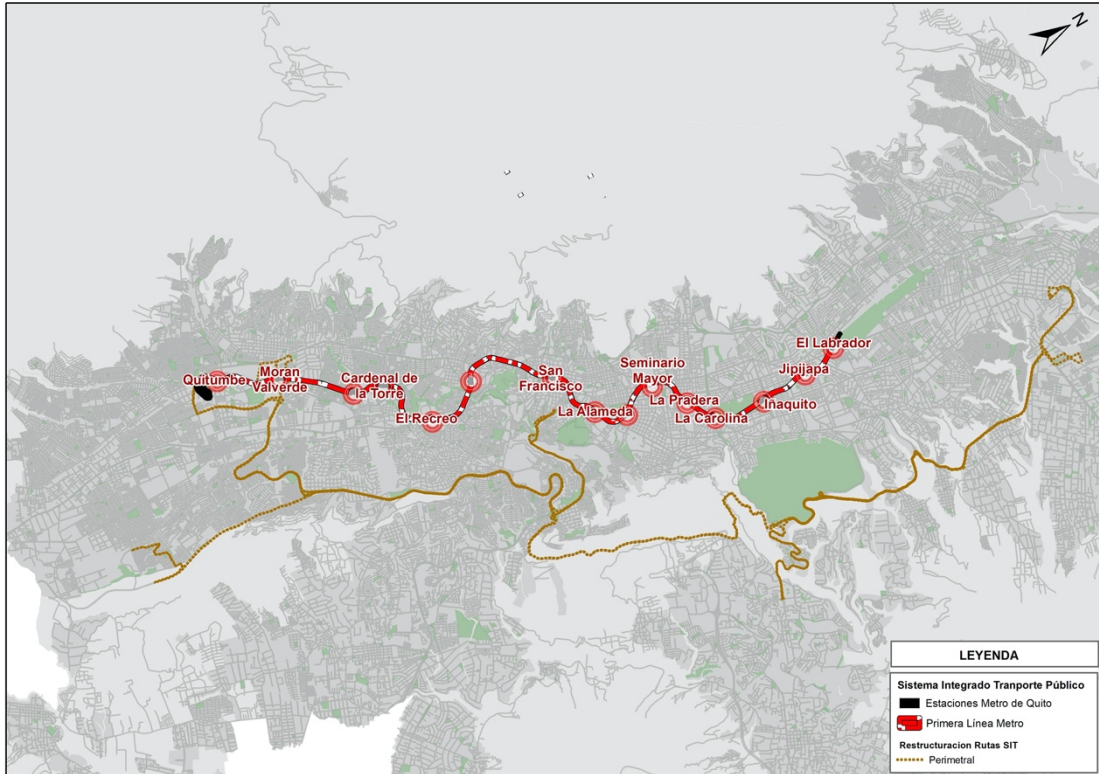 N
El Labrador
Jipijapa
Iñaquito
Seminario
Mayor
La Pradera
La Carolina
San
Francisco
La Alameda
Cardenal de
la Torre
El Recreo
Moran
Valverde
Quitumbe
LEYENDA
Sistema Integrado Tranporte Público
Estaciones Metro de Quito
Primera Línea Metro
Restructuracion Rutas SIT
Perimetral